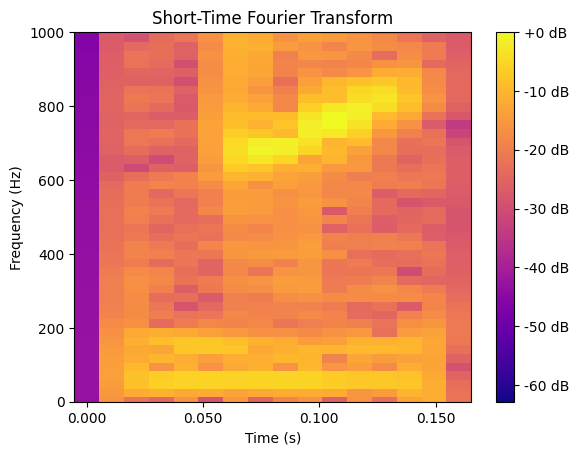 Short-Time Fourier Transform
1000
800
600
400
200
0
Frequency (Hz)
0.000
0.050
0.100
0.150
Time (s)
+0 dB
-10 dB
-20 dB
-30 dB
-40 dB
-50 dB
-60 dB